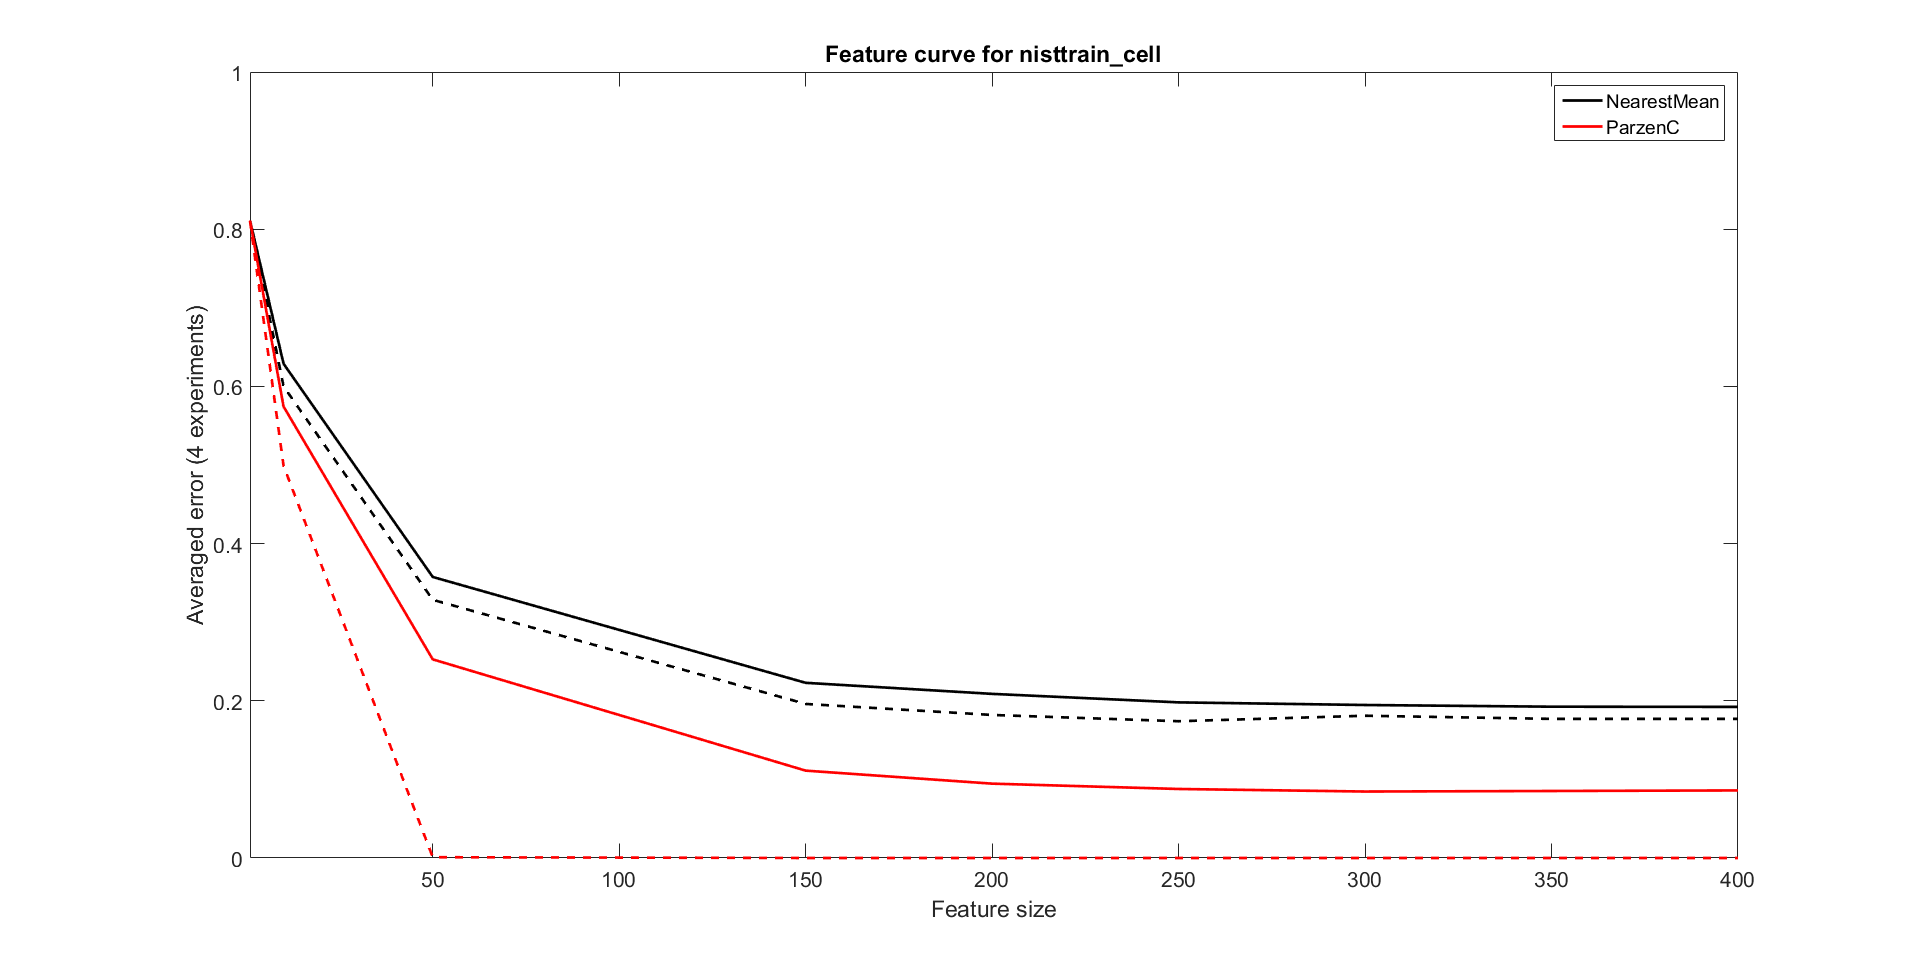 Feature curve for nisttrain_cell
NearestMean
ParzenC
Averaged error (4 experiments)
1
0.8
0.6
0.4
0.2
0
50 100 150 200 250 300 350 400
Feature size